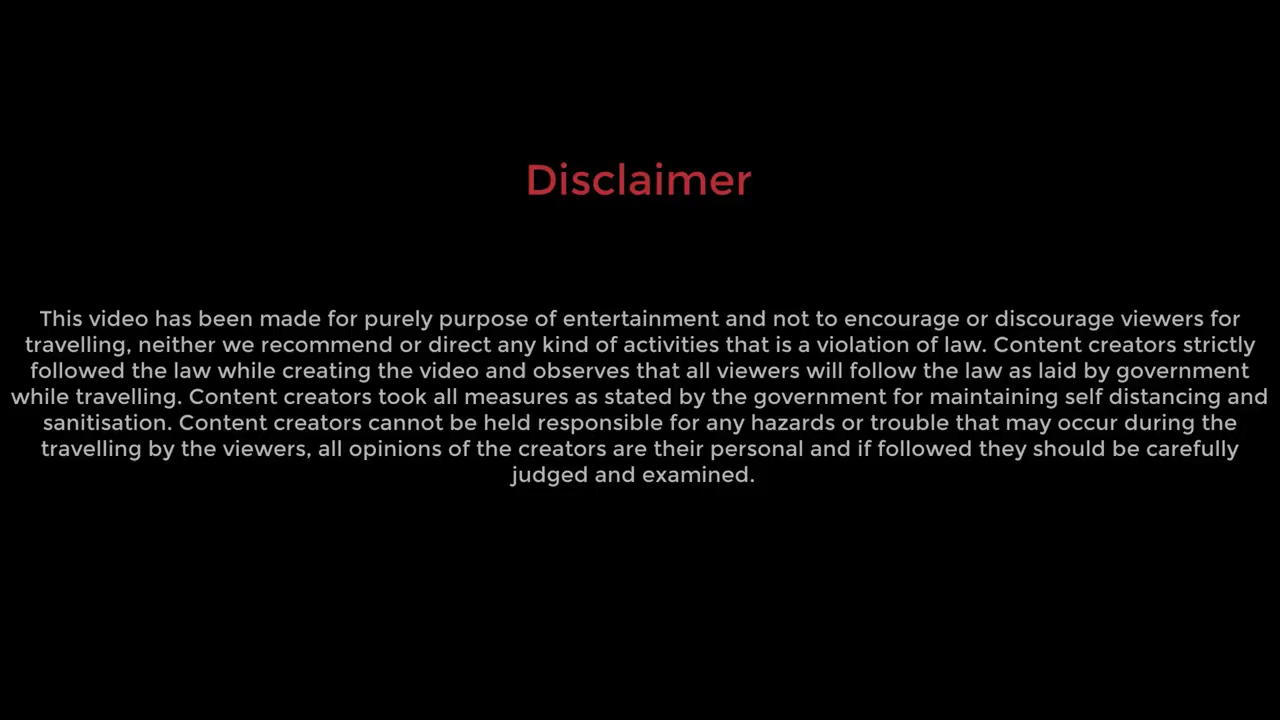 Disclaimer
This video has been made for purely purpose of entertainment and not to encourage or discourage viewers for
travelling, neither we recommend or direct any kind of activities that is a violation of law. Content creators strictly
followed the law while creating the video and observes that all viewers will follow the law as laid by government
while travelling. Content creators took all measures as stated by the government for maintaining self distancing and
sanitisation. Content creators cannot be held responsible for any hazards or trouble that may occur during the
travelling by the viewers, all opinions of the creators are their personal and if followed they should be carefully
judged and examined.